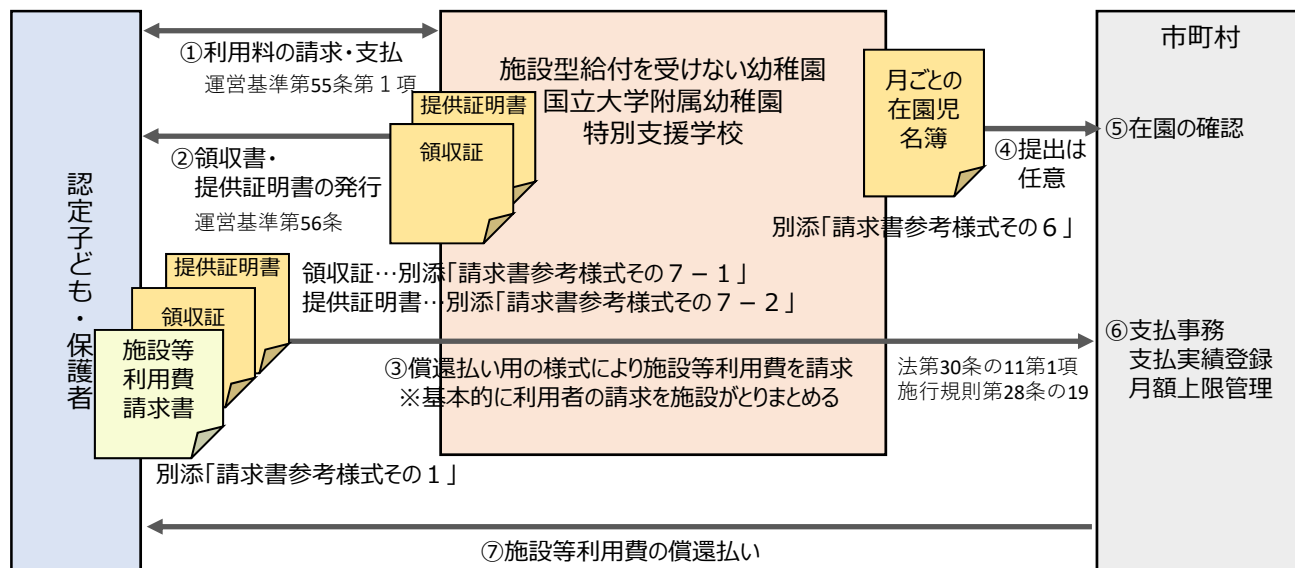 ①利用料の請求・支払
運営基準第55条第１項
施設型給付を受けない幼稚園
国立大学附属幼稚園
特別支援学校
月ごとの
在園児
名簿
市町村
提供証明書
領収証
②領収書・
提供証明書の発行
運営基準第56条
④提出は
任意
⑤在園の確認
別添「請求書参考様式その６」
認定子ども・保護者
提供証明書
領収証
施設等
利用費
請求書
領収証…別添「請求書参考様式その７－１」
提供証明書…別添「請求書参考様式その７－２」
③償還払い用の様式により施設等利用費を請求
※基本的に利用者の請求を施設がとりまとめる
法第30条の11第1項
施行規則第28条の19
⑥支払事務
支払実績登録
月額上限管理
別添「請求書参考様式その１」
⑦施設等利用費の償還払い